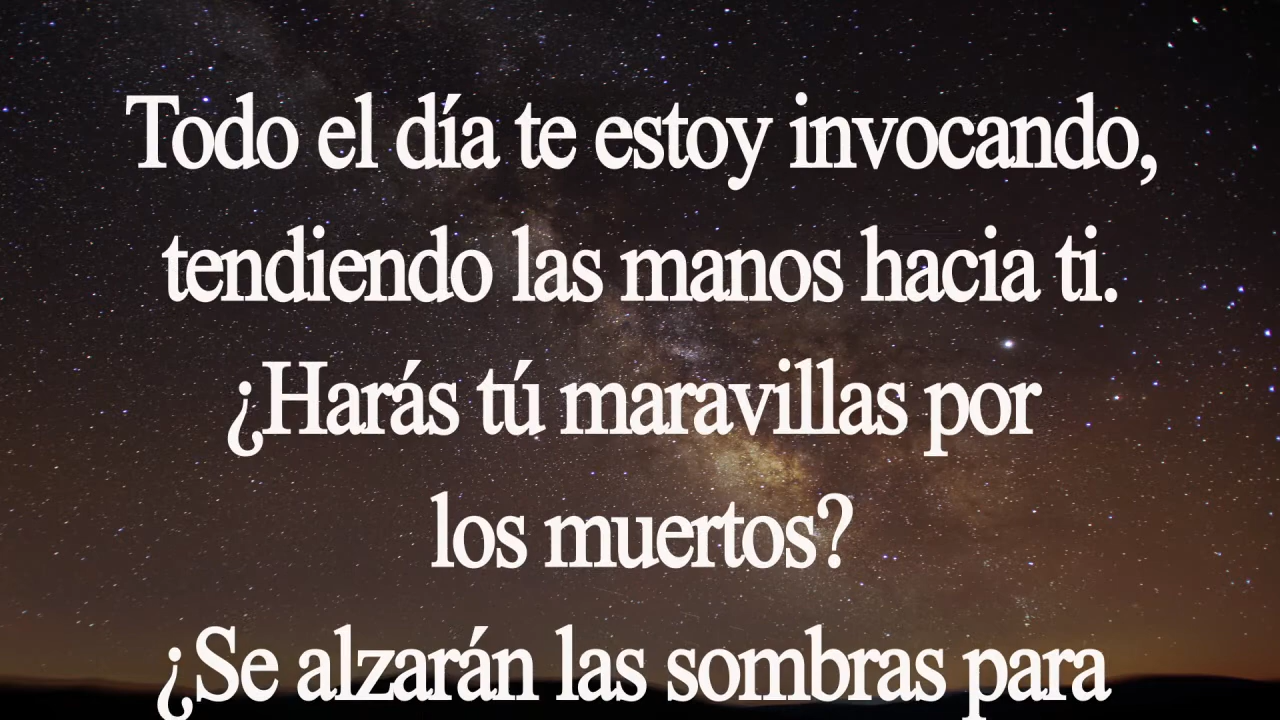 Todo el día te estoy invocando,
tendiendo las manos hacia ti.
¿Harás tú maravillas por
los muertos?
¿Se alzarán las sombras para